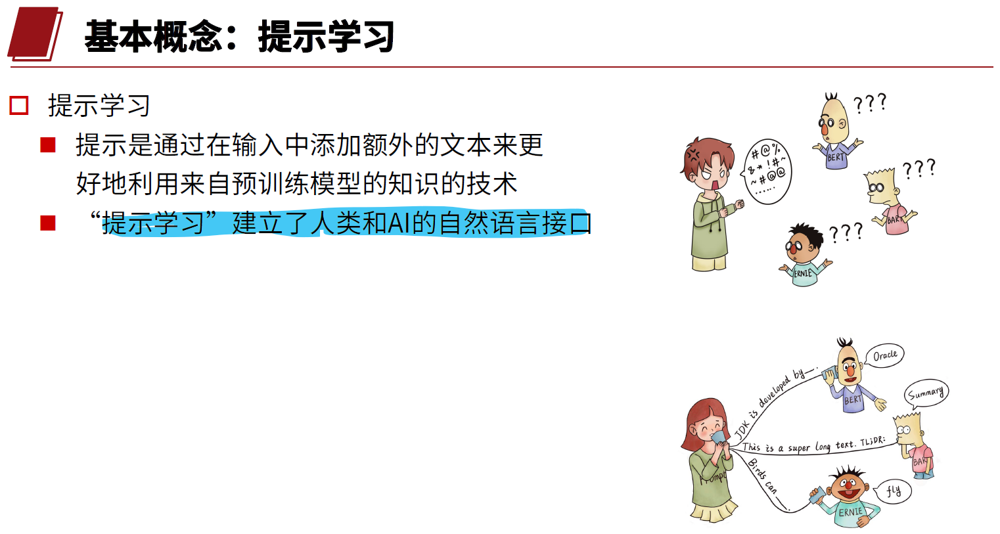 基本概念：提示学习
提示学习
提示是通过在输入中添加额外的文本来更
好地利用来自预训练模型的知识的技术
“提示学习”建立了人类和AI的自然语言接口
???
BERT
#@%
&*!#~
~#@@
......
???
BART
???
ERNIE
Oracle
JDK is developed by—.
BERT
Summary
This is a super long text. TL;DR:
BAR
Prompt
Birds can —.
fly
ERNIE